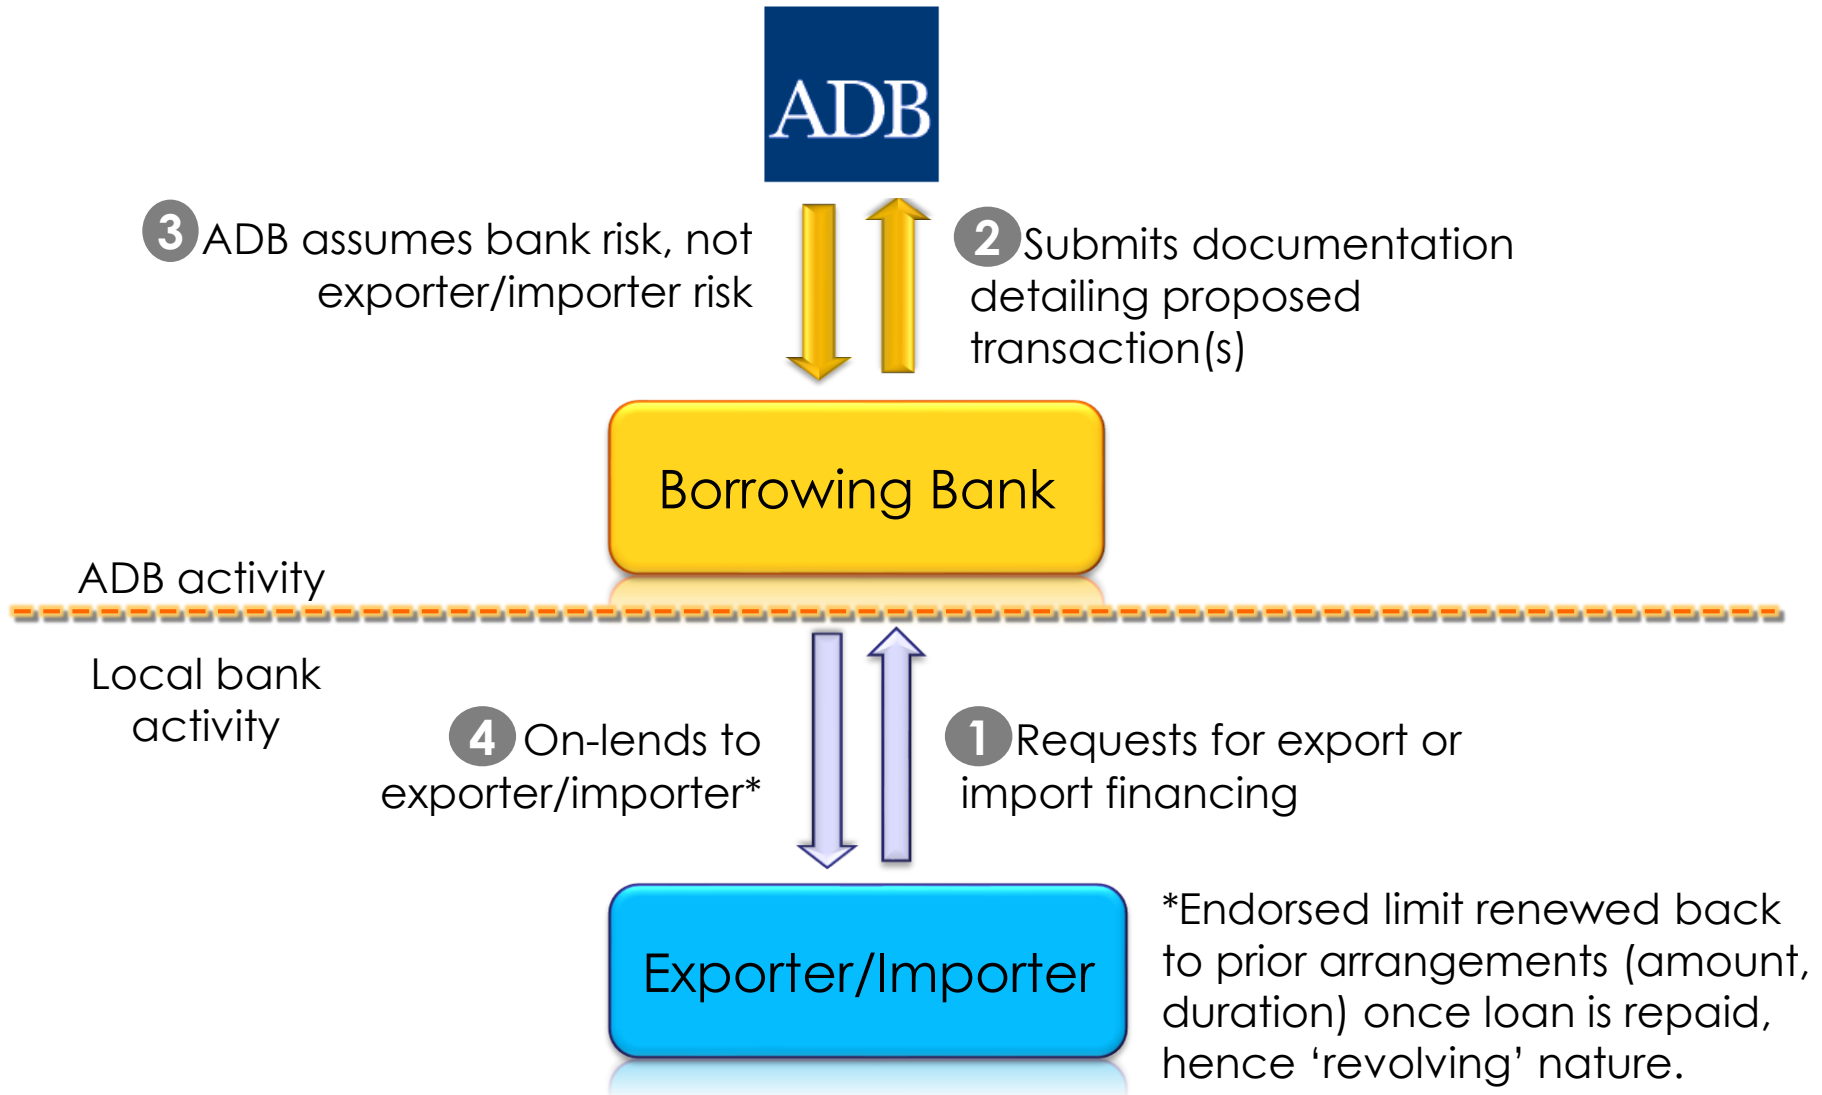 ADB
3 ADB assumes bank risk, not
exporter/importer risk
2 Submits documentation
detailing proposed
transaction(s)
Borrowing Bank
ADB activity
Local bank
activity
4 On-lends to
exporter/importer*
1 Requests for export or
import financing
Exporter/Importer
*Endorsed limit renewed back
to prior arrangements (amount,
duration) once loan is repaid,
hence ‘revolving’ nature.